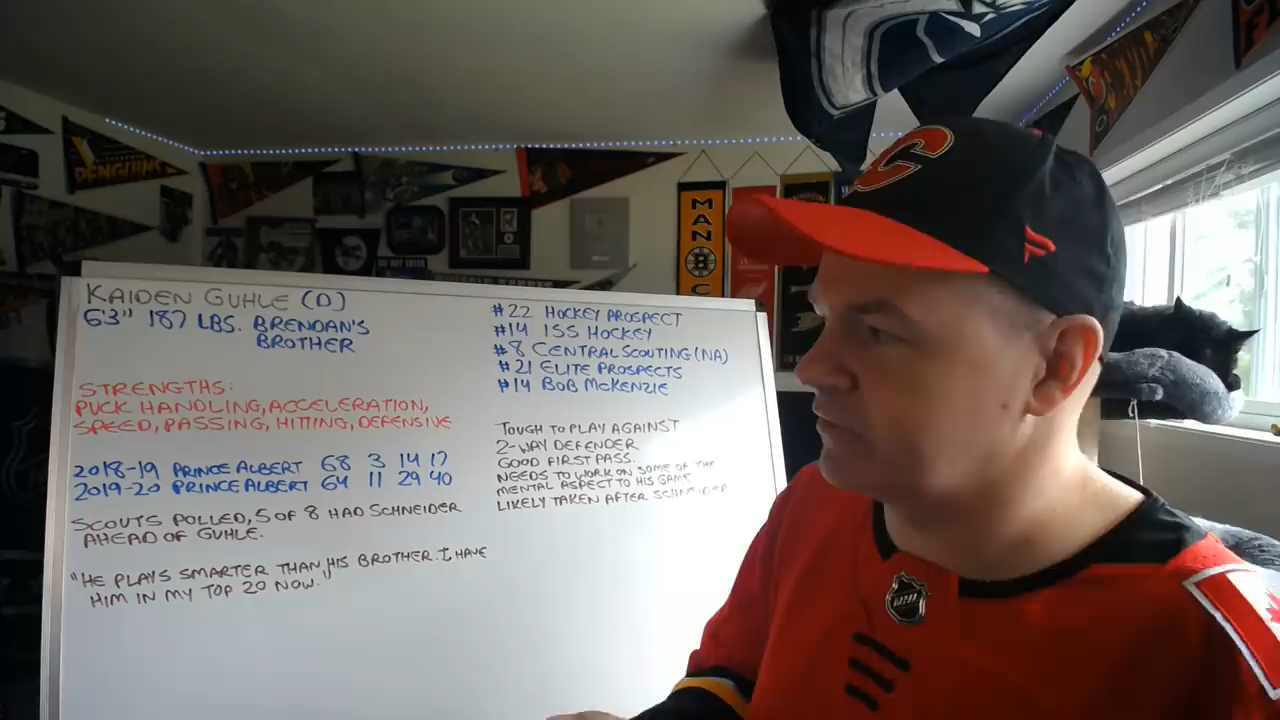 PENGUINS
MAN
C
C
NHL
KAIDEN GUHLE (D)
6'3" 187 LBS. BRENDAN'S
BROTHER
STRENGTHS:
PUCK HANDLING, ACCELERATION,
SPEED, PASSING, HITTING, DEFENSIVE
2018-19 PRINCE ALBERT 68 3 14 17
2019-20 PRINCE ALBERT 64 11 29 40
SCOUTS POLLED, 5 OF 8 HAD SCHNEIDER
AHEAD OF GUHLE.
"HE PLAYS SMARTER THAN HIS BROTHER. I HAVE
HIM IN MY TOP 20 NOW."
#22 HOCKEY PROSPECT
#14 ISS HOCKEY
#8 CENTRAL SCOUTING (NA)
#21 ELITE PROSPECTS
#14 BOB McKENZIE
TOUGH TO PLAY AGAINST
2-WAY DEFENDER
GOOD FIRST PASS.
NEEDS TO WORK ON SOME OF THE
MENTAL ASPECT TO HIS GAME
LIKELY TAKEN AFTER SCHNEIDER